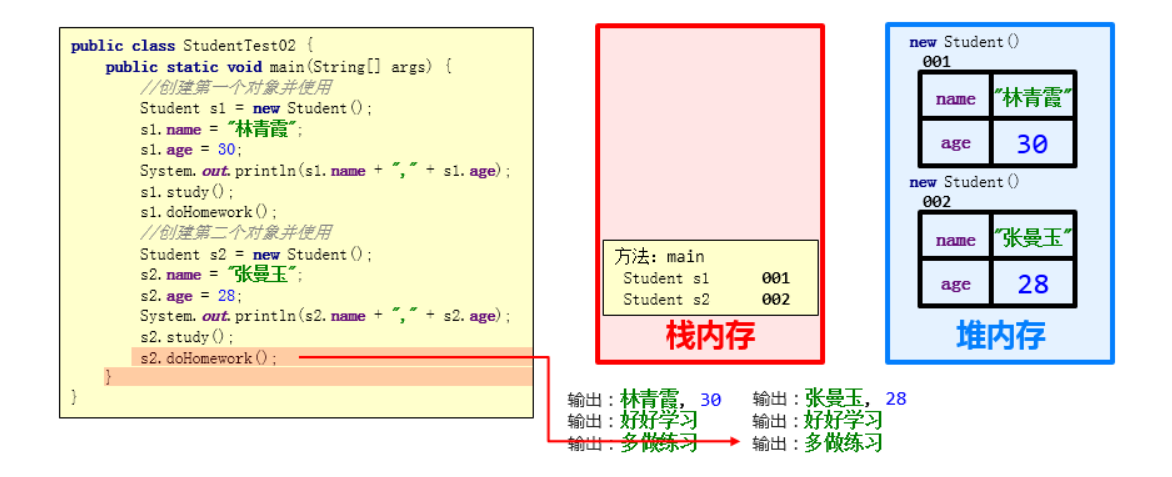 public class StudentTest02 {
public static void main(String[] args) {
//创建第一个对象并使用
Student s1 = new Student();
s1.name = "林青霞";
s1.age = 30;
System.out.println(s1.name + "," + s1.age);
s1.study();
s1.doHomework();
//创建第二个对象并使用
Student s2 = new Student();
s2.name = "张曼玉";
s2.age = 28;
System.out.println(s2.name + "," + s2.age);
s2.study();
s2.doHomework();
}
}
方法：main
Student s1 001
Student s2 002
栈内存
new Student()
001
name "林青霞"
age 30
new Student()
002
name "张曼玉"
age 28
堆内存
输出：林青霞, 30
输出：好好学习
输出：多做练习
输出：张曼玉, 28
输出：好好学习
输出：多做练习